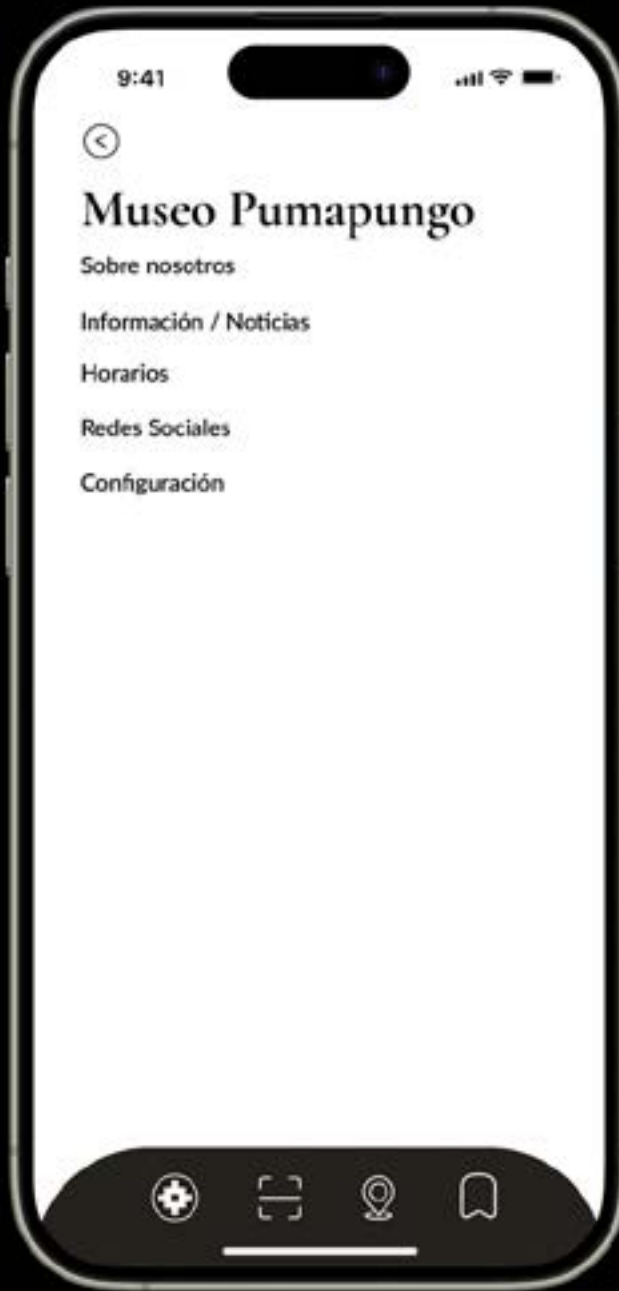 9:41
Museo Pumapungo
Sobre nosotros
Información / Noticias
Horarios
Redes Sociales
Configuración